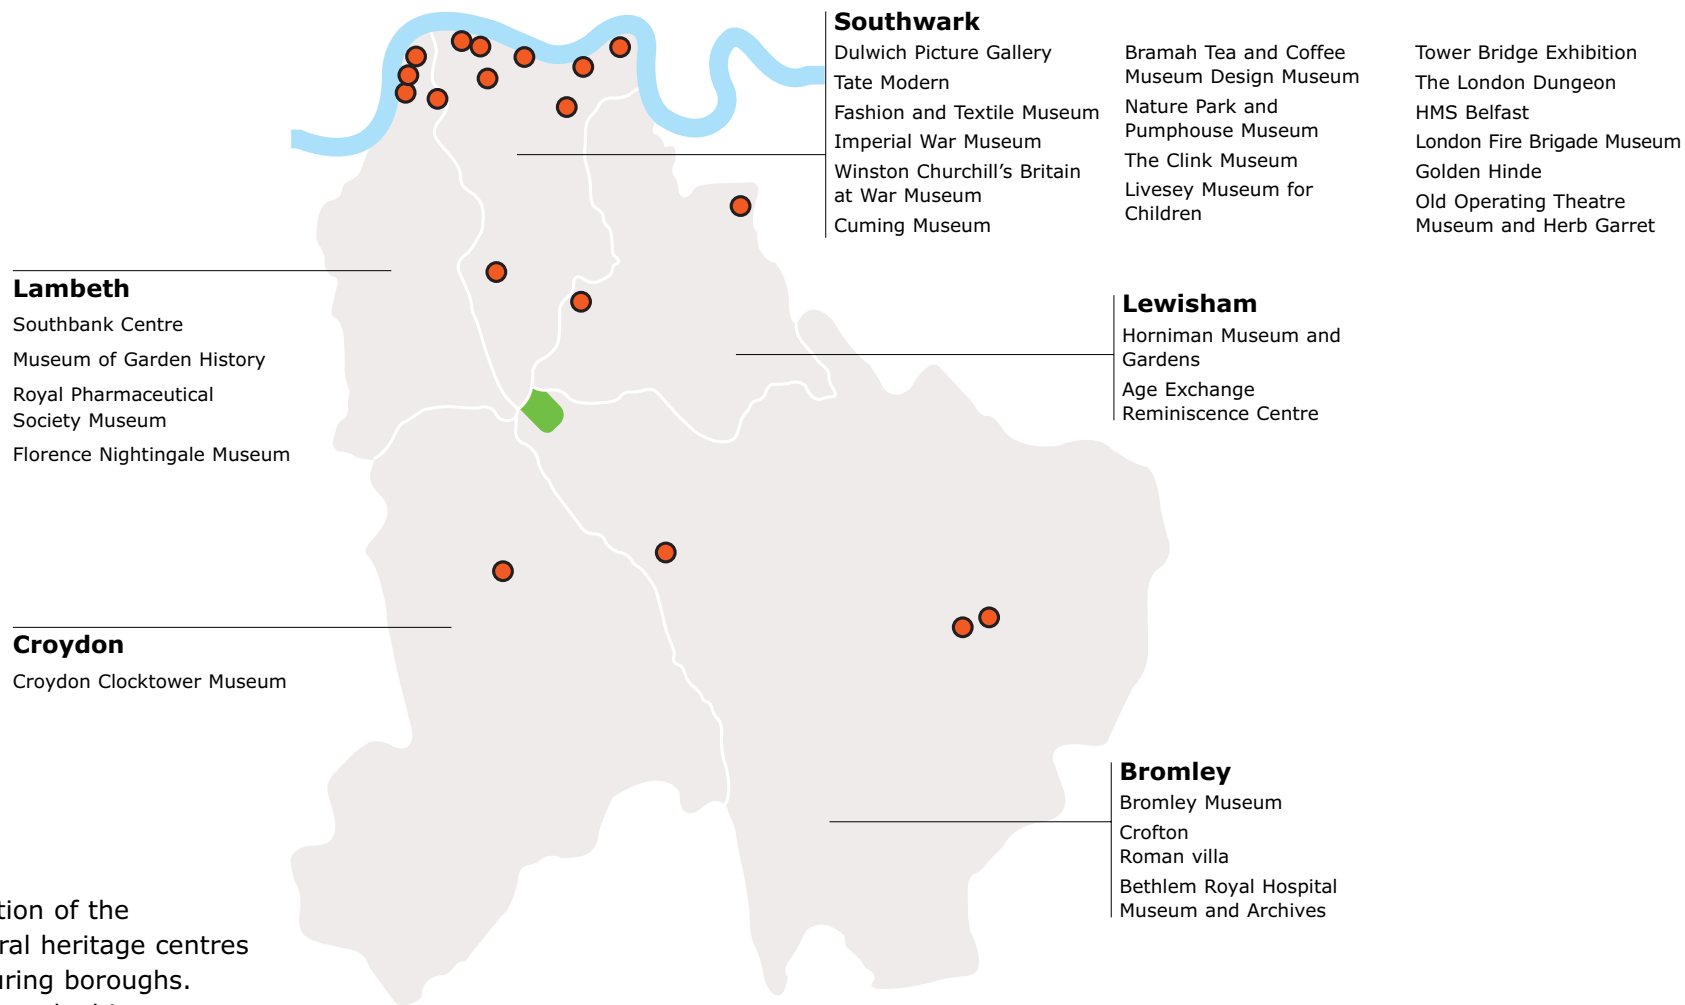 Southwark
Dulwich Picture Gallery
Tate Modern
Fashion and Textile Museum
Imperial War Museum
Winston Churchill’s Britain
at War Museum
Cuming Museum
Bramah Tea and Coffee
Museum Design Museum
Nature Park and
Pumphouse Museum
The Clink Museum
Livesey Museum for
Children
Tower Bridge Exhibition
The London Dungeon
HMS Belfast
London Fire Brigade Museum
Golden Hinde
Old Operating Theatre
Museum and Herb Garret
Lambeth
Southbank Centre
Museum of Garden History
Royal Pharmaceutical
Society Museum
Florence Nightingale Museum
Lewisham
Horniman Museum and
Gardens
Age Exchange
Reminiscence Centre
Croydon
Croydon Clocktower Museum
Bromley
Bromley Museum
Crofton
Roman villa
Bethlem Royal Hospital
Museum and Archives
tion of the
ral heritage centres
uring boroughs.